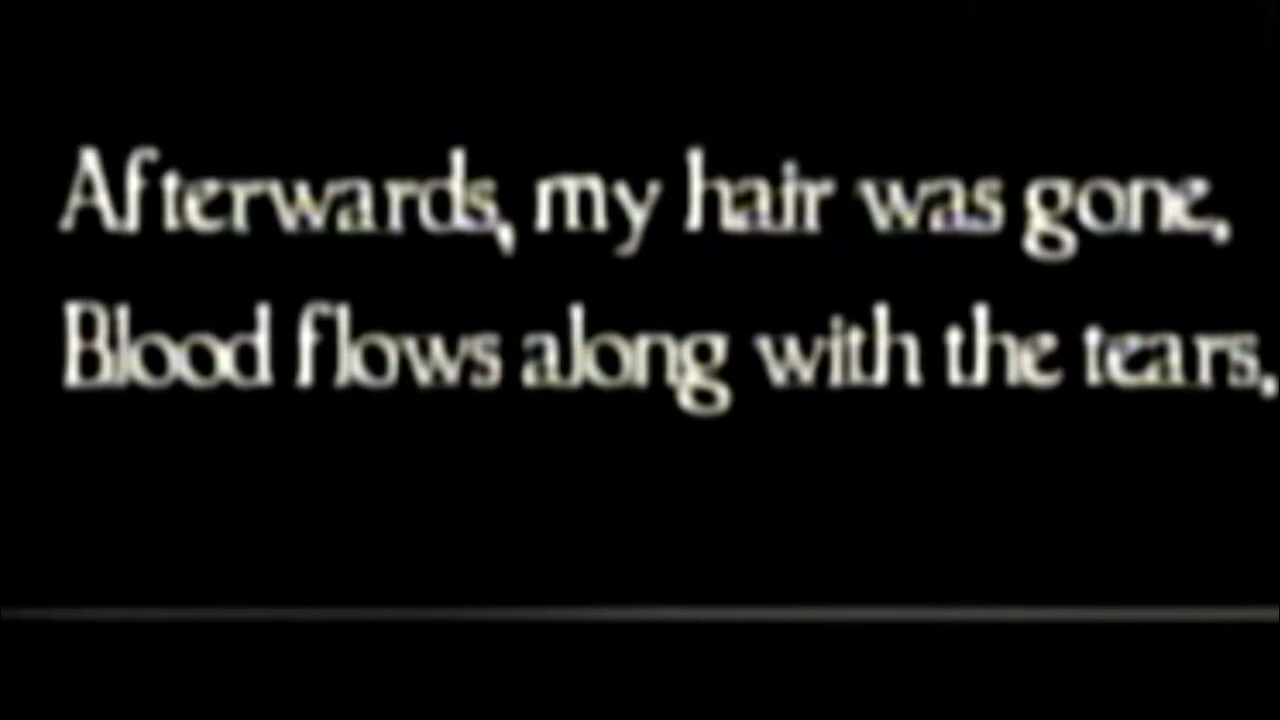 Afterwards, my hair was gone,
Blood flows along with the tears,